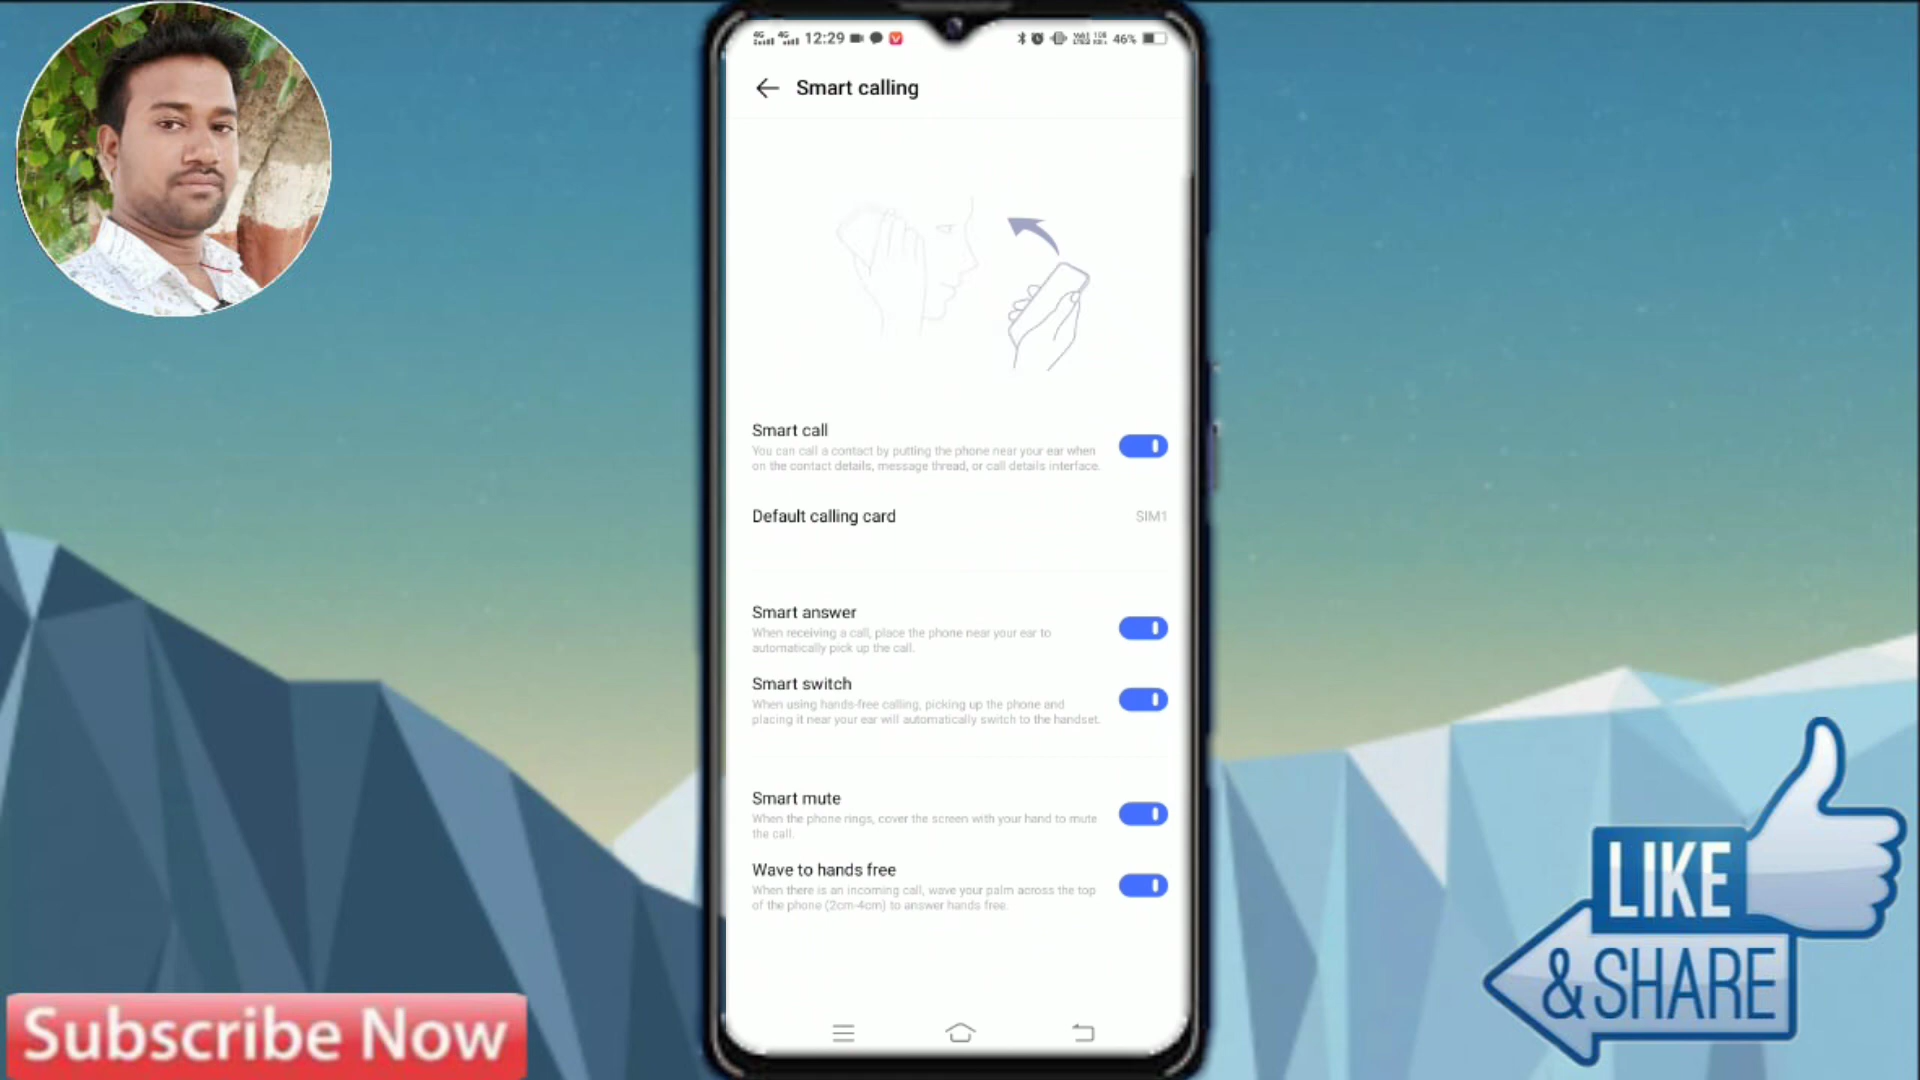 12:29
46%
Smart calling
Smart call
You can call a contact by putting the phone near your ear when
on the contact details, message thread, or call details interface.
Default calling card
SIM1
Smart answer
When receiving a call, place the phone near your ear to
automatically pick up the call.
Smart switch
When using hands-free calling, picking up the phone and
placing it near your ear will automatically switch to the handset.
Smart mute
When the phone rings, cover the screen with your hand to mute
the call.
Wave to hands free
When there is an incoming call, wave your palm across the top
of the phone (2cm-4cm) to answer hands free.
Subscribe Now
LIKE
&SHARE